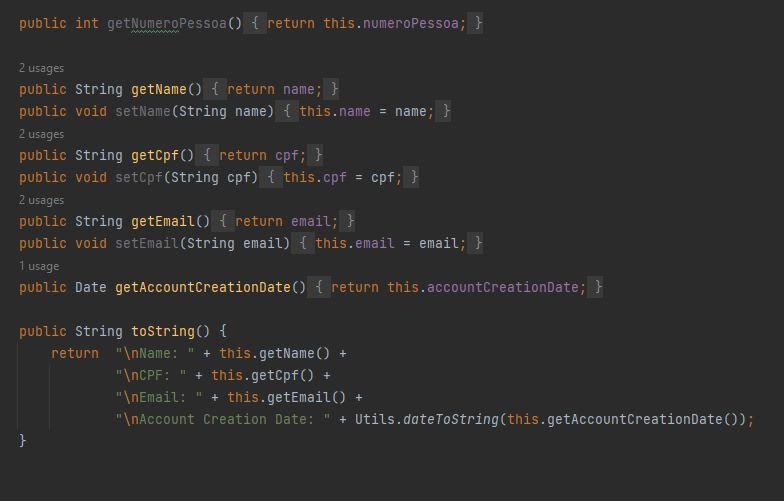 public int getNumeroPessoa() { return this.numeroPessoa; }
2 usages
public String getName() { return name; }
public void setName(String name) { this.name = name; }
2 usages
public String getCpf() { return cpf; }
public void setCpf(String cpf) { this.cpf = cpf; }
2 usages
public String getEmail() { return email; }
public void setEmail(String email) { this.email = email; }
1 usage
public Date getAccountCreationDate() { return this.accountCreationDate; }
public String toString() {
return "\nName: " + this.getName() +
"\nCPF: " + this.getCpf() +
"\nEmail: " + this.getEmail() +
"\nAccount Creation Date: " + Utils.dateToString(this.getAccountCreationDate());
}